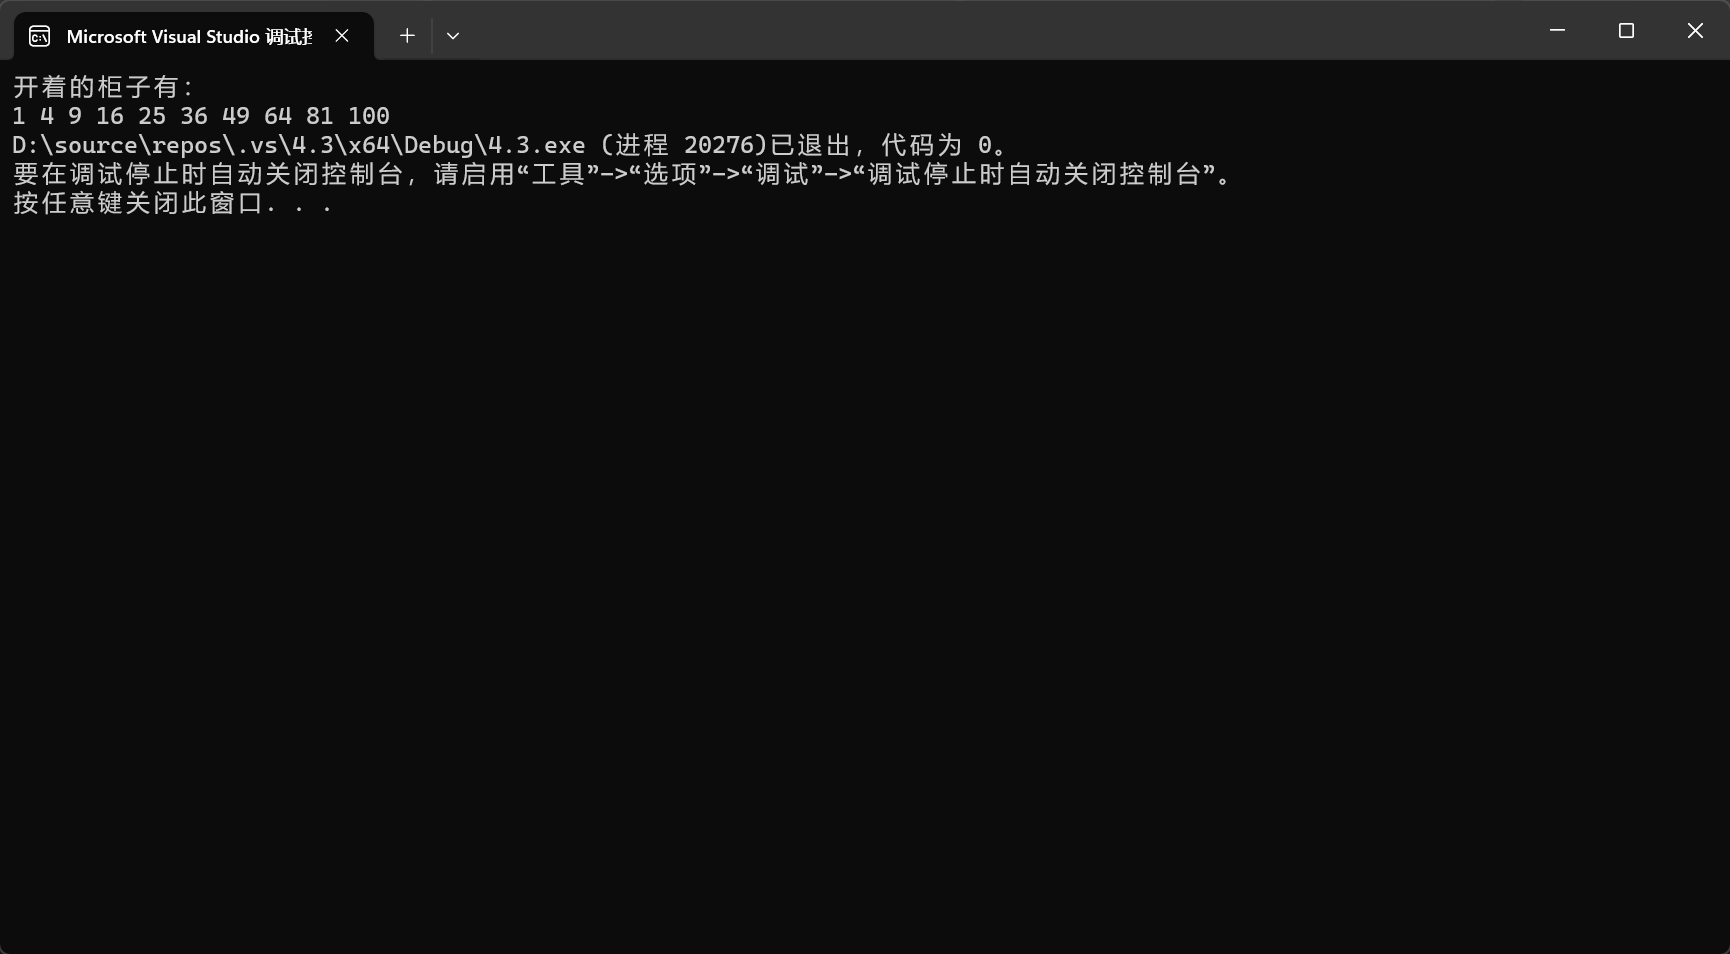 Microsoft Visual Studio 调试
开着的柜子有：
1 4 9 16 25 36 49 64 81 100
D:\source\repos\.vs\4.3\x64\Debug\4.3.exe (进程 20276)已退出，代码为 0。
要在调试停止时自动关闭控制台，请启用“工具”->“选项”->“调试”->“调试停止时自动关闭控制台”。
按任意键关闭此窗口. . .